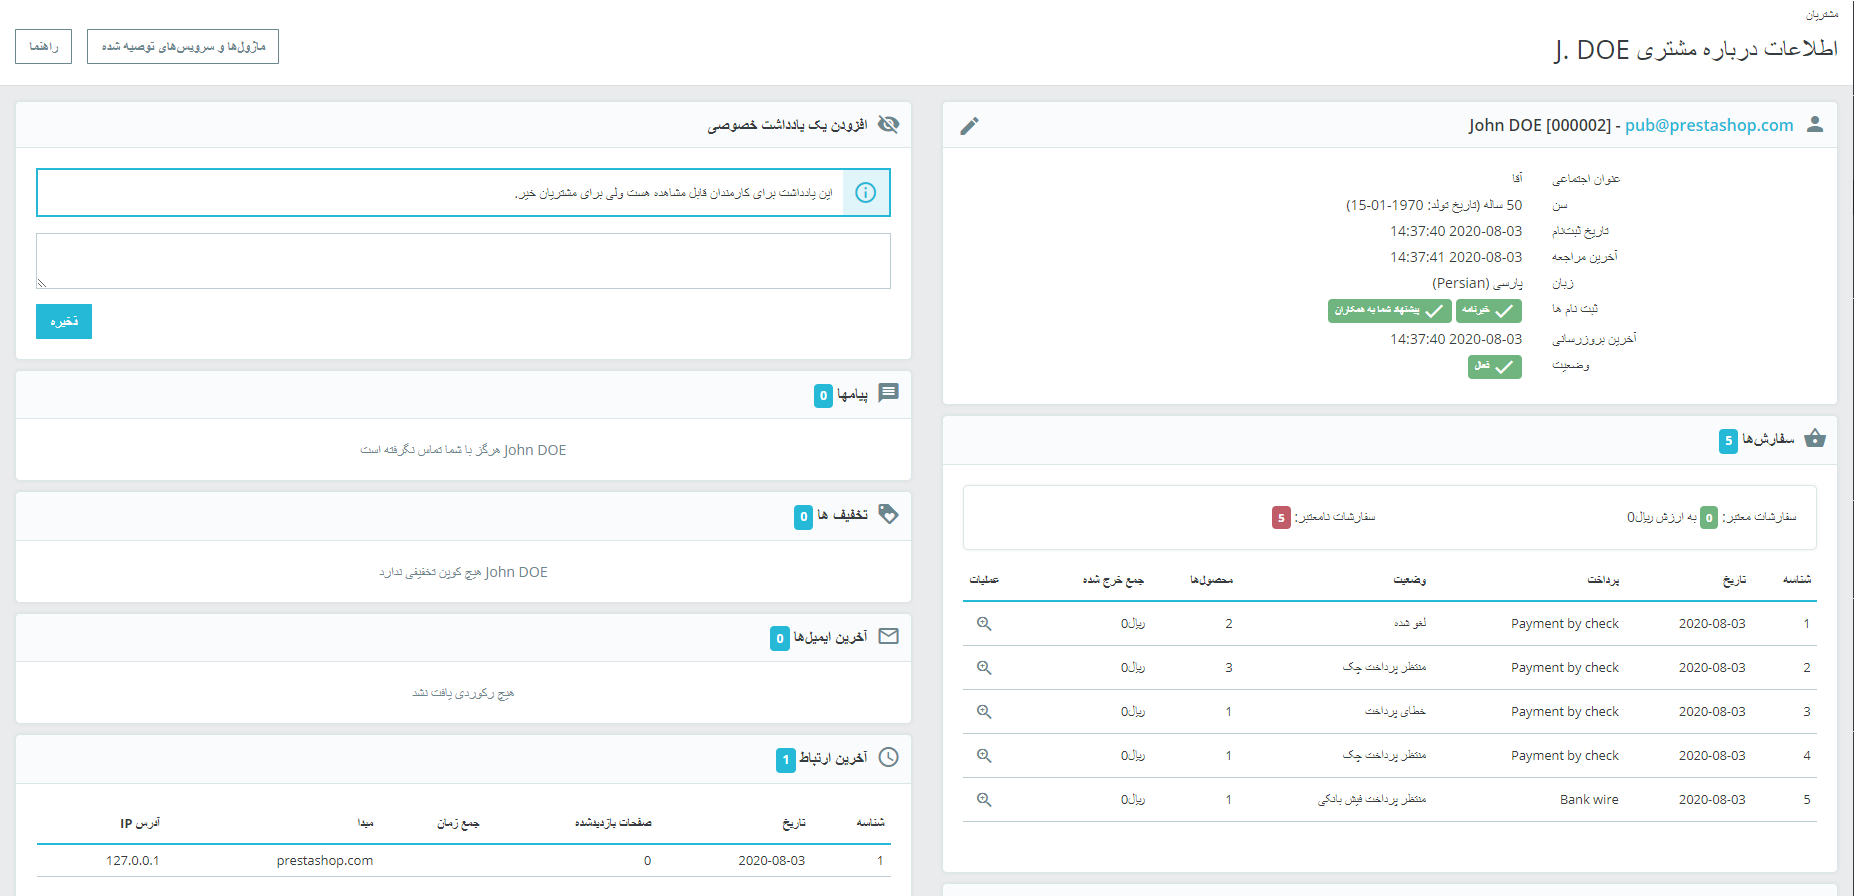 مشتریان
اطلاعات درباره مشتری J. DOE
ماژول‌ها و سرویس‌های توصیه شده
راهنما
John DOE [000002] - pub@prestashop.com
عنوان اجتماعی آقا
سن 50 ساله (تاریخ تولد: 1970-01-15)
تاریخ ثبت‌نام 2020-08-03 14:37:40
آخرین مراجعه 2020-08-03 14:37:41
زبان پارسی (Persian)
ثبت نام ها خبرنامه پیشنهاد شما به همکاران
آخرین بروزرسانی 2020-08-03 14:37:40
وضعیت فعال
سفارش‌ها 5
سفارشات معتبر: 0 به ارزش ریال0 سفارشات نامعتبر: 5
شناسه تاریخ پرداخت وضعیت محصول‌ها جمع خرج شده عملیات
1 2020-08-03 Payment by check لغو شده 2 ریال0
2 2020-08-03 Payment by check منتظر پرداخت چک 3 ریال0
3 2020-08-03 Payment by check خطای پرداخت 1 ریال0
4 2020-08-03 Payment by check منتظر پرداخت چک 1 ریال0
5 2020-08-03 Bank wire منتظر پرداخت فیش بانکی 1 ریال0
افزودن یک یادداشت خصوصی
این یادداشت برای کارمندان قابل مشاهده هست ولی برای مشتریان خیر.
ذخیره
پیامها 0
John DOE هرگز با شما تماس نگرفته است
تخفیف ها 0
John DOE هیچ کوپن تخفیفی ندارد
آخرین ایمیل‌ها 0
هیچ رکوردی یافت نشد
آخرین ارتباط 1
شناسه تاریخ صفحات بازدیدشده جمع زمان مبدا آدرس IP
1 2020-08-03 0 prestashop.com 127.0.0.1